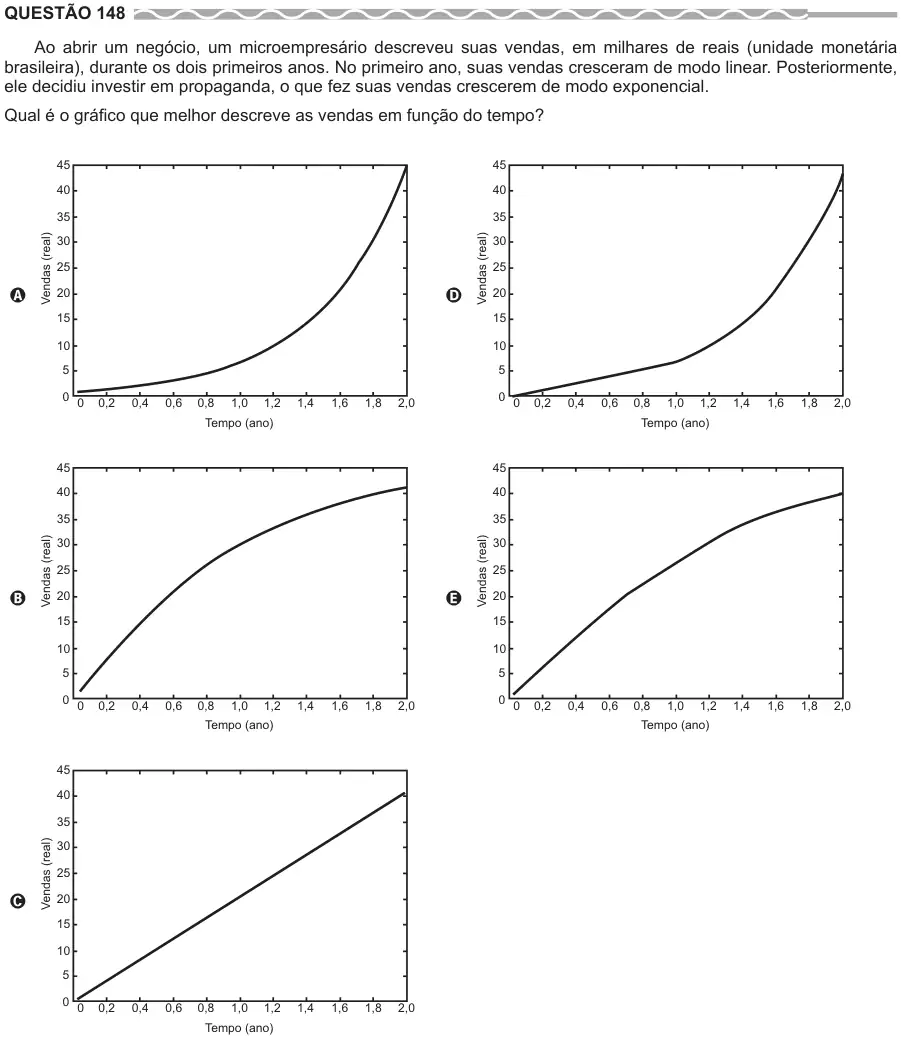 QUESTÃO 148
Ao abrir um negócio, um microempresário descreveu suas vendas, em milhares de reais (unidade monetária
brasileira), durante os dois primeiros anos. No primeiro ano, suas vendas cresceram de modo linear. Posteriormente,
ele decidiu investir em propaganda, o que fez suas vendas crescerem de modo exponencial.
Qual é o gráfico que melhor descreve as vendas em função do tempo?
A
Vendas (real)
45
40
35
30
25
20
15
10
5
0
0 0,2 0,4 0,6 0,8 1,0 1,2 1,4 1,6 1,8 2,0
Tempo (ano)
D
Vendas (real)
45
40
35
30
25
20
15
10
5
0
0 0,2 0,4 0,6 0,8 1,0 1,2 1,4 1,6 1,8 2,0
Tempo (ano)
B
Vendas (real)
45
40
35
30
25
20
15
10
5
0
0 0,2 0,4 0,6 0,8 1,0 1,2 1,4 1,6 1,8 2,0
Tempo (ano)
E
Vendas (real)
45
40
35
30
25
20
15
10
5
0
0 0,2 0,4 0,6 0,8 1,0 1,2 1,4 1,6 1,8 2,0
Tempo (ano)
C
Vendas (real)
45
40
35
30
25
20
15
10
5
0
0 0,2 0,4 0,6 0,8 1,0 1,2 1,4 1,6 1,8 2,0
Tempo (ano)